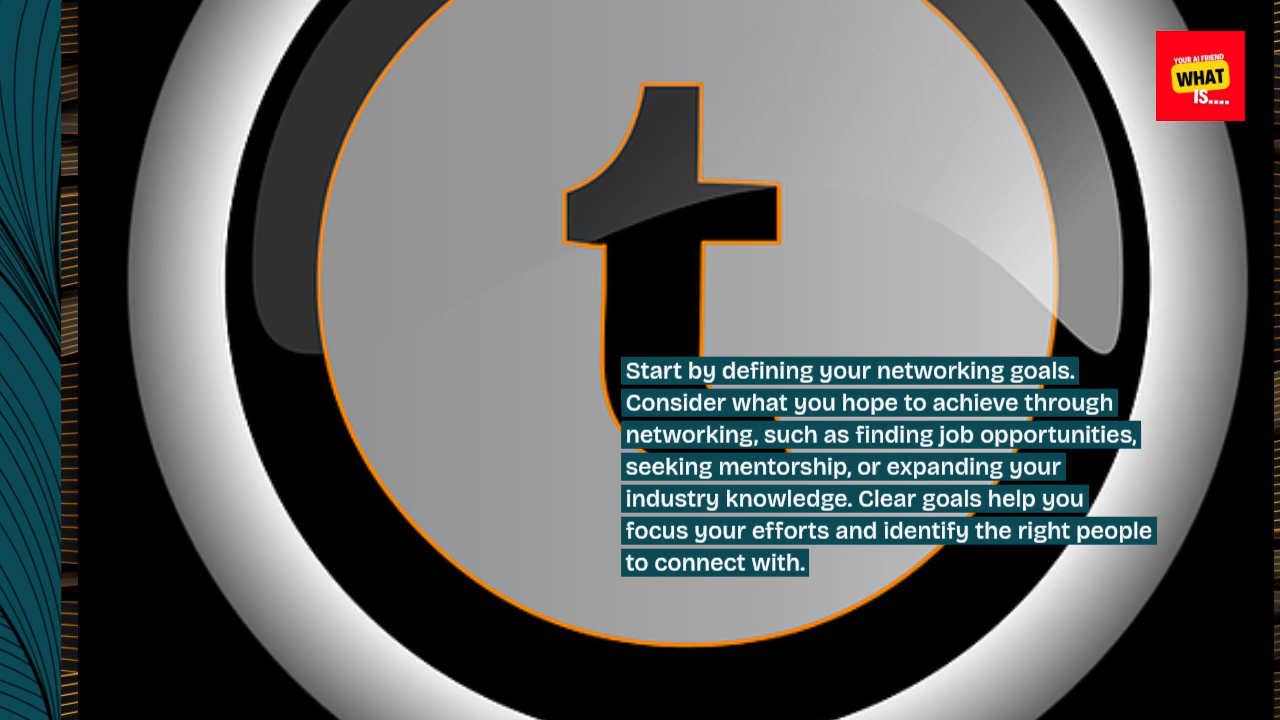 t
YOUR AI FRIEND
WHAT
IS....
Start by defining your networking goals.
Consider what you hope to achieve through
networking, such as finding job opportunities,
seeking mentorship, or expanding your
industry knowledge. Clear goals help you
focus your efforts and identify the right people
to connect with.